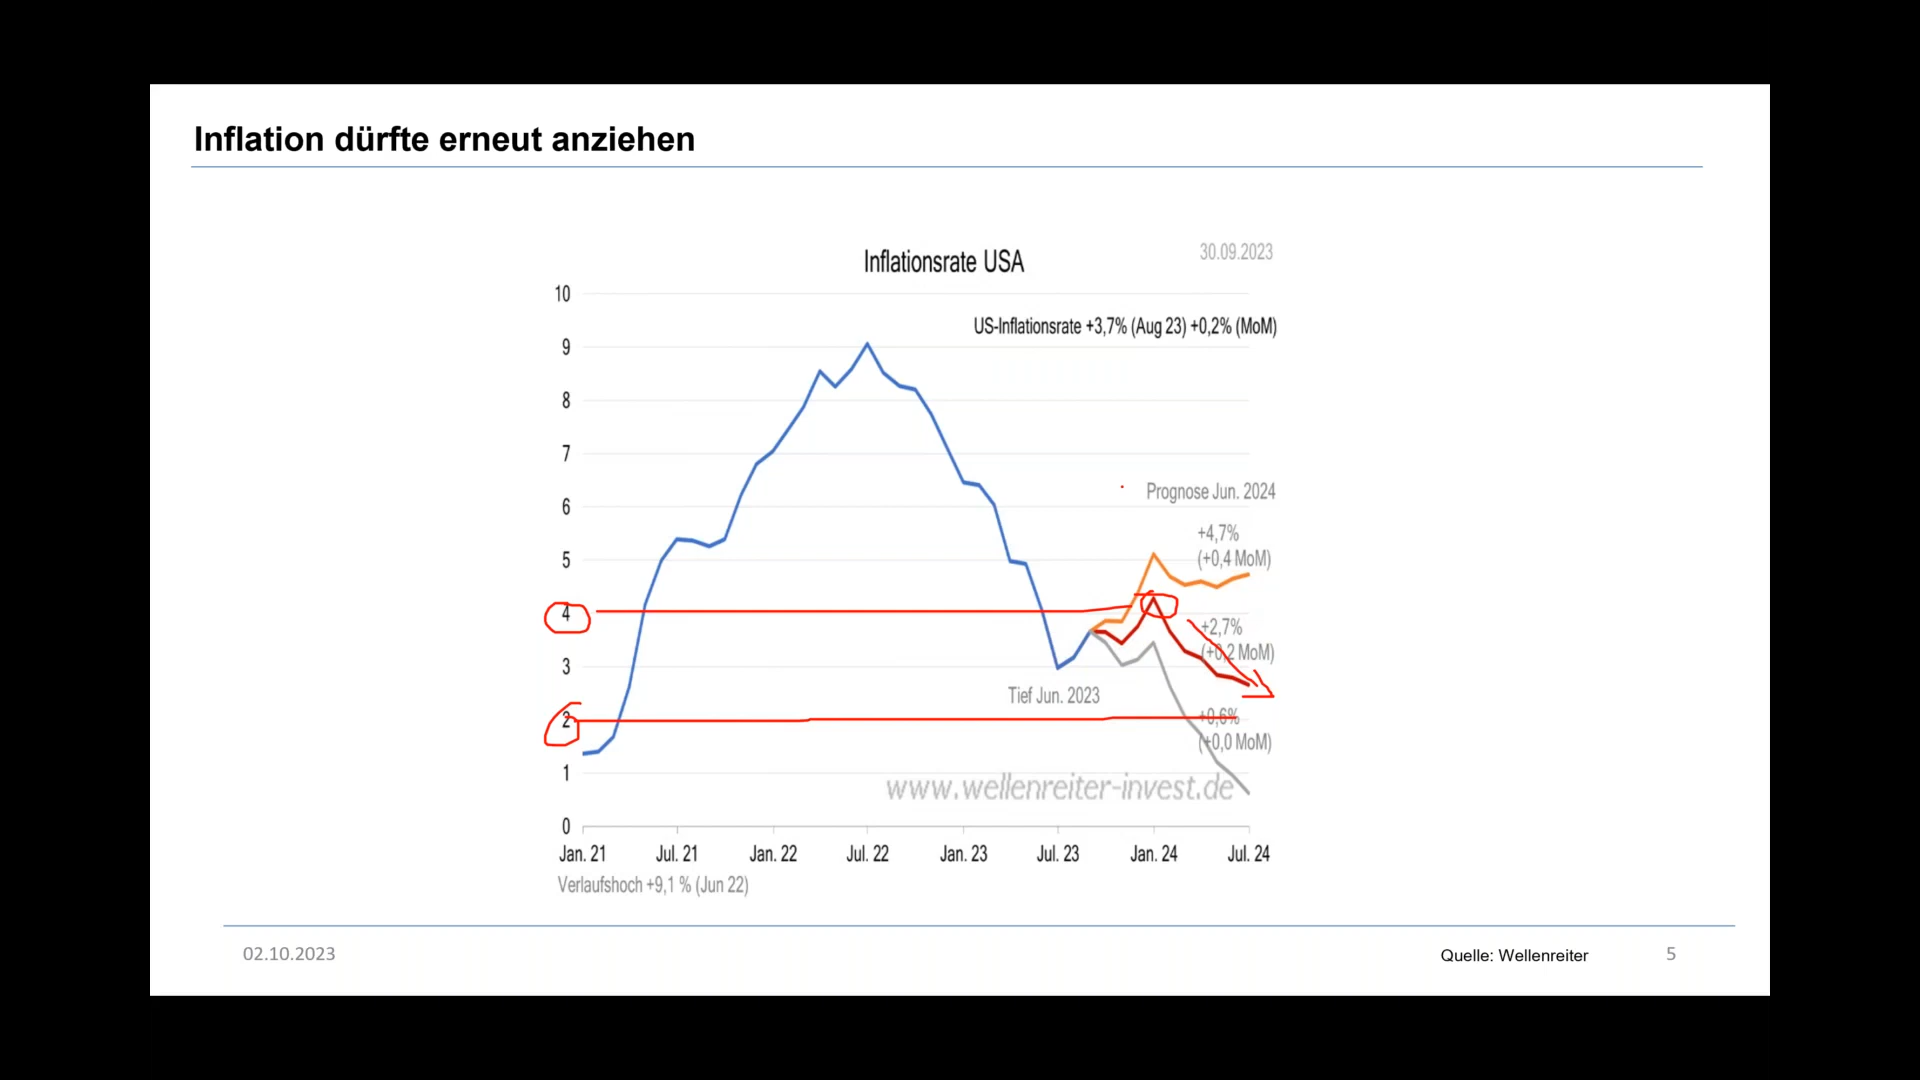 Inflation dürfte erneut anziehen
30.09.2023
Inflationsrate USA
10
US-Inflationsrate +3,7% (Aug 23) +0,2% (MoM)
9
8
7
Prognose Jun. 2024
6
+4,7%
5
(+0,4 MoM)
4
+2,7%
(+0,2 MoM)
3
Tief Jun. 2023
2
+0,6%
(+0,0 MoM)
1
www.wellenreiter-invest.de
0
Jan. 21 Jul. 21 Jan. 22 Jul. 22 Jan. 23 Jul. 23 Jan. 24 Jul. 24
Verlaufshoch +9,1 % (Jun 22)
02.10.2023
Quelle: Wellenreiter
5